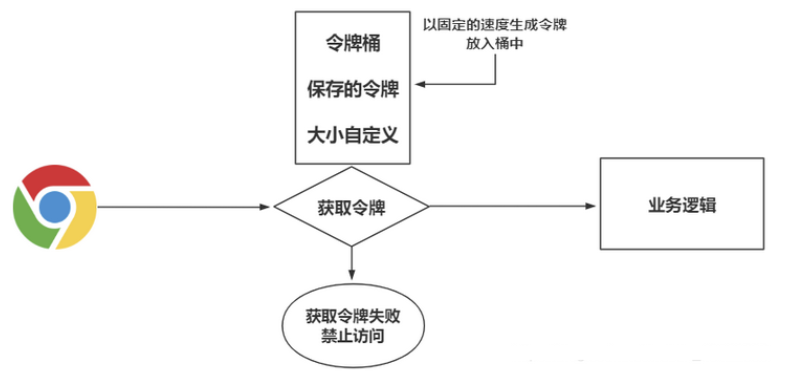 令牌桶
保存的令牌
大小自定义
以固定的速度生成令牌
放入桶中
获取令牌
业务逻辑
获取令牌失败
禁止访问